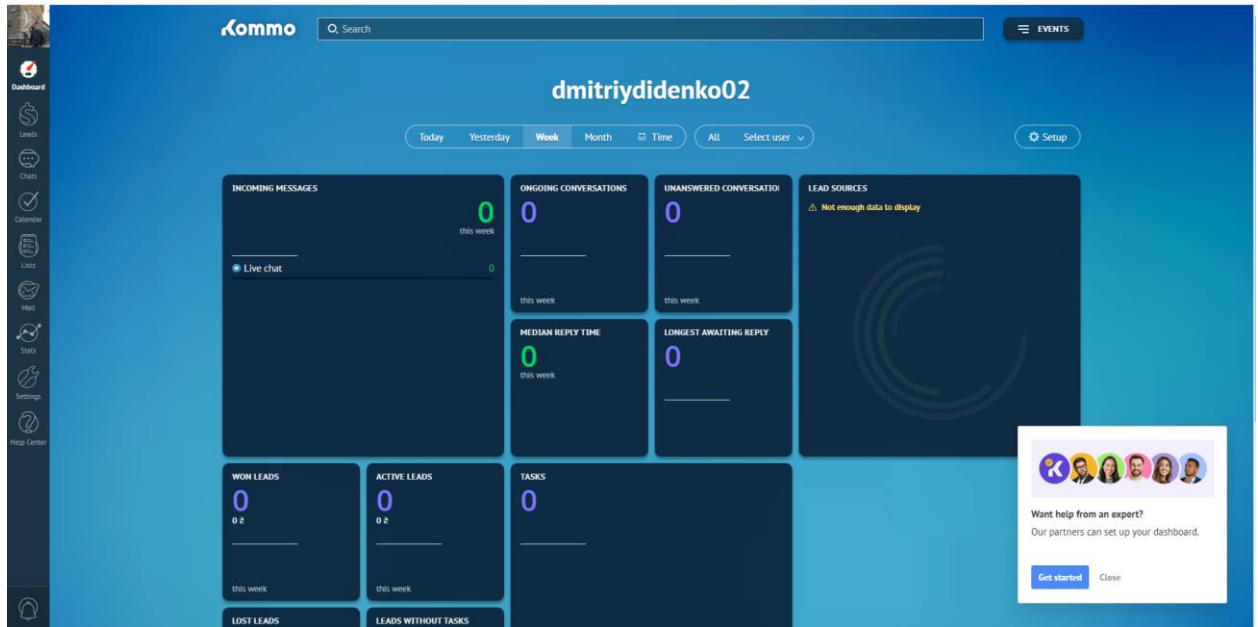 Kommo
Search
EVENTS
dmitriydidenko02
Today Yesterday Week Month Time All Select user
Setup
Dashboard
Leads
Chats
Calendar
Lists
Mail
Stats
Settings
Help Center
INCOMING MESSAGES
0
this week
Live chat 0
ONGOING CONVERSATIONS
0
this week
UNANSWERED CONVERSATIO
0
this week
LEAD SOURCES
Not enough data to display
MEDIAN REPLY TIME
0
this week
LONGEST AWAITING REPLY
0
WON LEADS
0
0 ₴
this week
ACTIVE LEADS
0
0 ₴
this week
TASKS
0
LOST LEADS
LEADS WITHOUT TASKS
Want help from an expert?
Our partners can set up your dashboard.
Get started Close